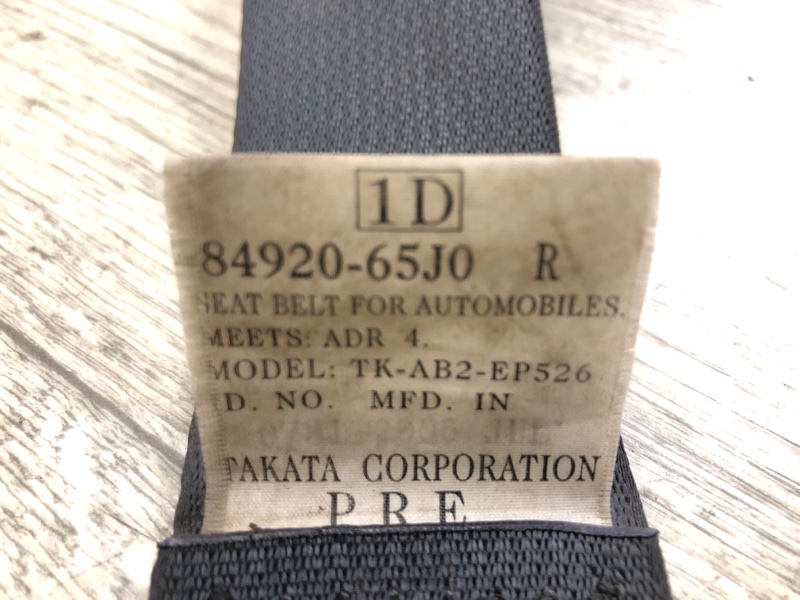 1D
84920-65J0 R
SEAT BELT FOR AUTOMOBILES.
MEETS: ADR 4.
MODEL: TK-AB2-EP526
D. NO. MFD. IN
TAKATA CORPORATION
PRE